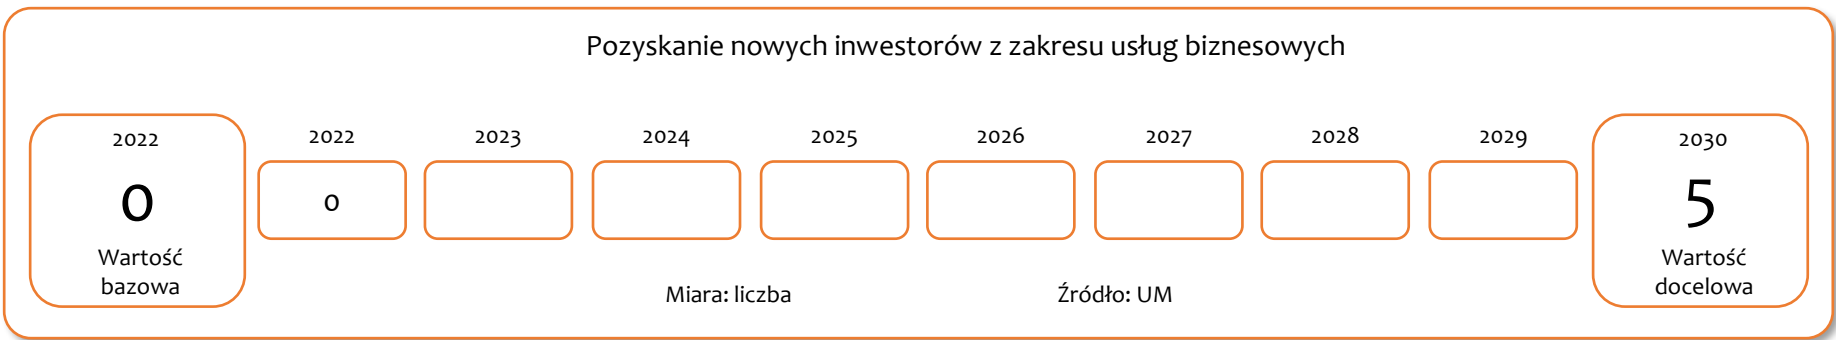 Pozyskanie nowych inwestorów z zakresu usług biznesowych
2022
0
Wartość
bazowa
2022
0
2023
2024
2025
2026
2027
2028
2029
2030
5
Wartość
docelowa
Miara: liczba
Źródło: UM